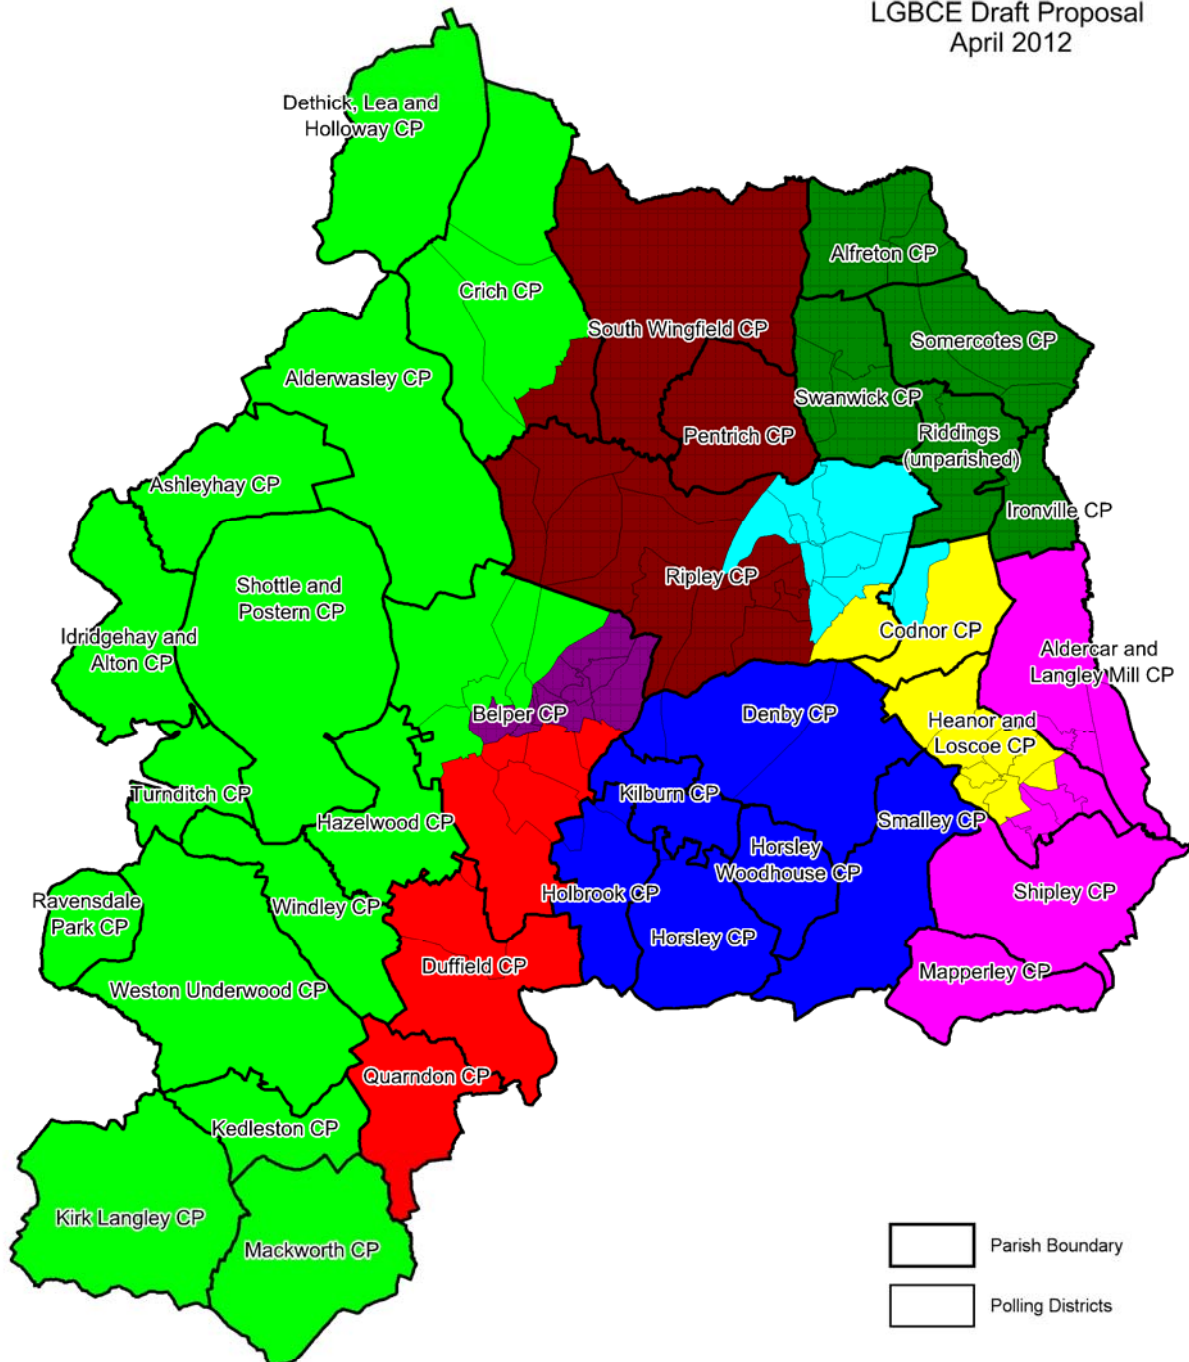 LGBCE Draft Proposal
April 2012
Dethick, Lea and
Holloway CP
Alfreton CP
Crich CP
South Wingfield CP
Somercotes CP
Alderwasley CP
Swanwick CP
Pentrich CP
Riddings
(unparished)
Ashleyhay CP
Ironville CP
Ripley CP
Shottle and
Postern CP
Codnor CP
Idridgehay and
Alton CP
Aldercar and
Langley Mill CP
Belper CP
Denby CP
Heanor and
Loscoe CP
Turnditch CP
Kilburn CP
Hazelwood CP
Smalley CP
Horsley
Woodhouse CP
Ravensdale
Park CP
Windley CP
Holbrook CP
Shipley CP
Horsley CP
Duffield CP
Mapperley CP
Weston Underwood CP
Quarndon CP
Kedleston CP
Kirk Langley CP
Mackworth CP
Parish Boundary
Polling Districts